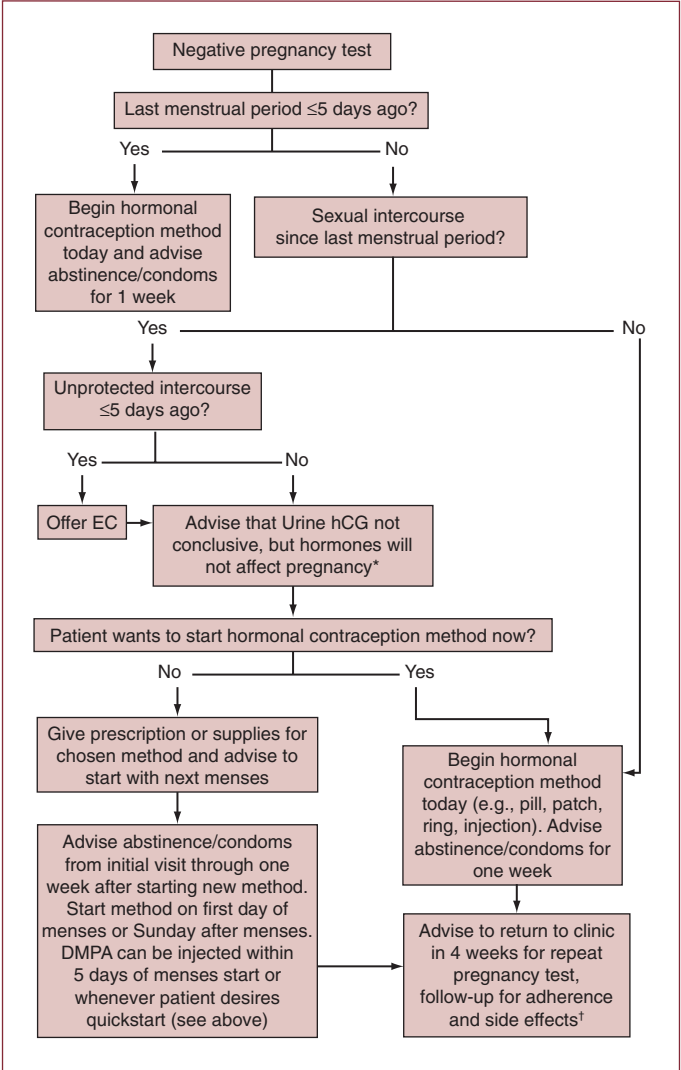 Negative pregnancy test
Last menstrual period ≤5 days ago?
Yes
No
Begin hormonal
contraception method
today and advise
abstinence/condoms
for 1 week
Sexual intercourse
since last menstrual period?
Yes
No
Unprotected intercourse
≤5 days ago?
Yes
No
Offer EC
Advise that Urine hCG not
conclusive, but hormones will
not affect pregnancy*
Patient wants to start hormonal contraception method now?
No
Yes
Give prescription or supplies for
chosen method and advise to
start with next menses
Begin hormonal
contraception method
today (e.g., pill, patch,
ring, injection). Advise
abstinence/condoms for
one week
Advise abstinence/condoms
from initial visit through one
week after starting new method.
Start method on first day of
menses or Sunday after menses.
DMPA can be injected within
5 days of menses start or
whenever patient desires
quickstart (see above)
Advise to return to clinic
in 4 weeks for repeat
pregnancy test,
follow-up for adherence
and side effects†